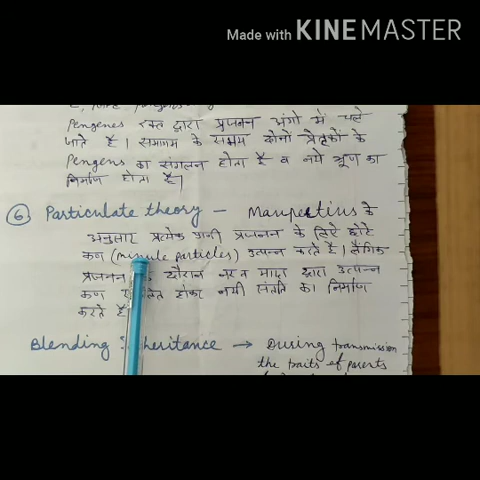 Made with KINEMASTER
Pengenes रक्त द्वारा प्रजनन अंगो में चले
जाते है। समागम के समय दोनों पैतृकों के
Pengens का संगलन होता है व नये भ्रूण का
निर्माण होता है।
6 Particulate theory – Maupertius के
अनुसार प्रत्येक प्राणी प्रजनन के लिऐ छोटे
कण (minute particles) उत्पन्न करते है। लैंगिक
प्रजनन दौरान नर व मादा द्वारा उत्पन्न
कण होकर नयी संतति का निर्माण
करते है
Blending → During transmission
the traits of parents